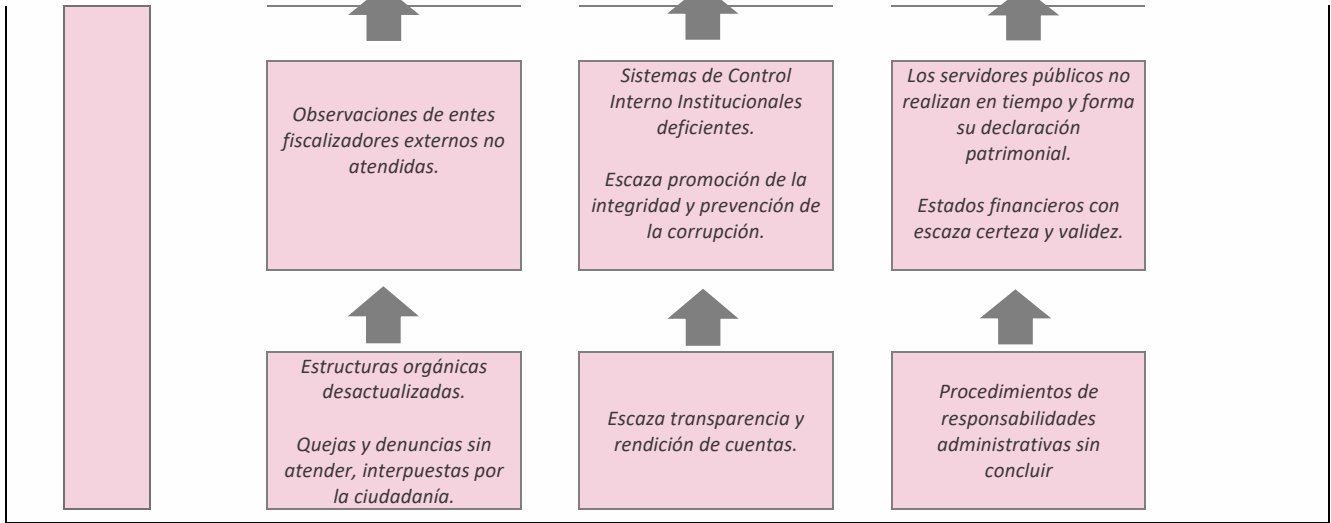 Observaciones de entes
fiscalizadores externos no
atendidas.
Sistemas de Control
Interno Institucionales
deficientes.
Escaza promoción de la
integridad y prevención de
la corrupción.
Los servidores públicos no
realizan en tiempo y forma
su declaración
patrimonial.
Estados financieros con
escaza certeza y validez.
Estructuras orgánicas
desactualizadas.
Quejas y denuncias sin
atender, interpuestas por
la ciudadanía.
Escaza transparencia y
rendición de cuentas.
Procedimientos de
responsabilidades
administrativas sin
concluir